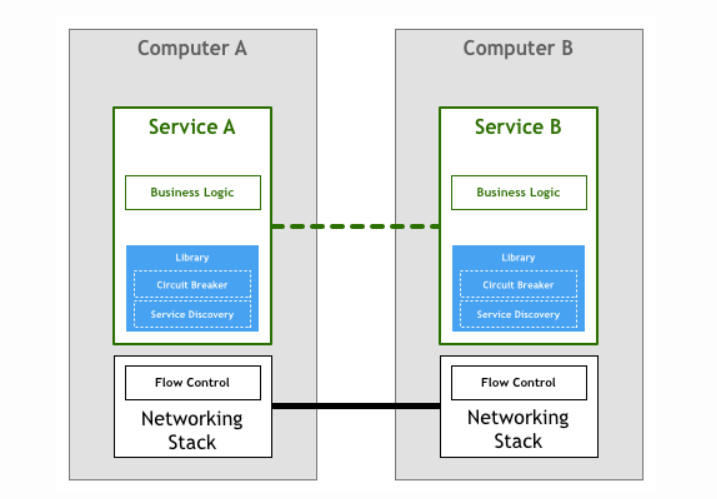 Computer A
Service A
Business Logic
Library
Circuit Breaker
Service Discovery
Flow Control
Networking
Stack
Computer B
Service B
Business Logic
Library
Circuit Breaker
Service Discovery
Flow Control
Networking
Stack